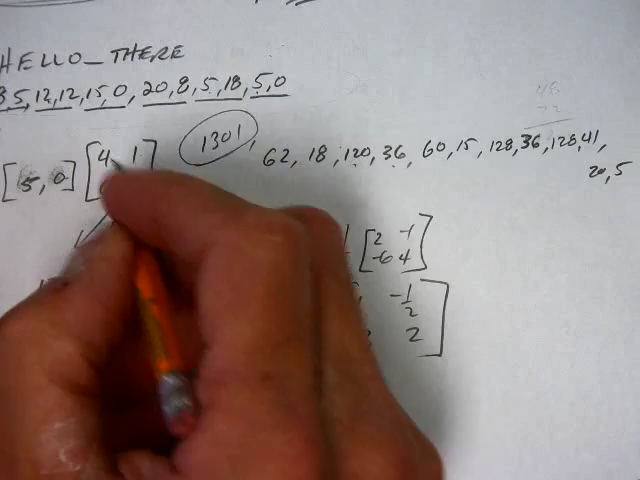 HELLO_THERE
8,5,12,12,15,0,20,8,5,18,5,0
1301, 62, 18, 120, 36, 60, 15, 128, 36, 128, 41,
20,5
[5, 0] [4 1
2 -1
-6 4
-1/2
2